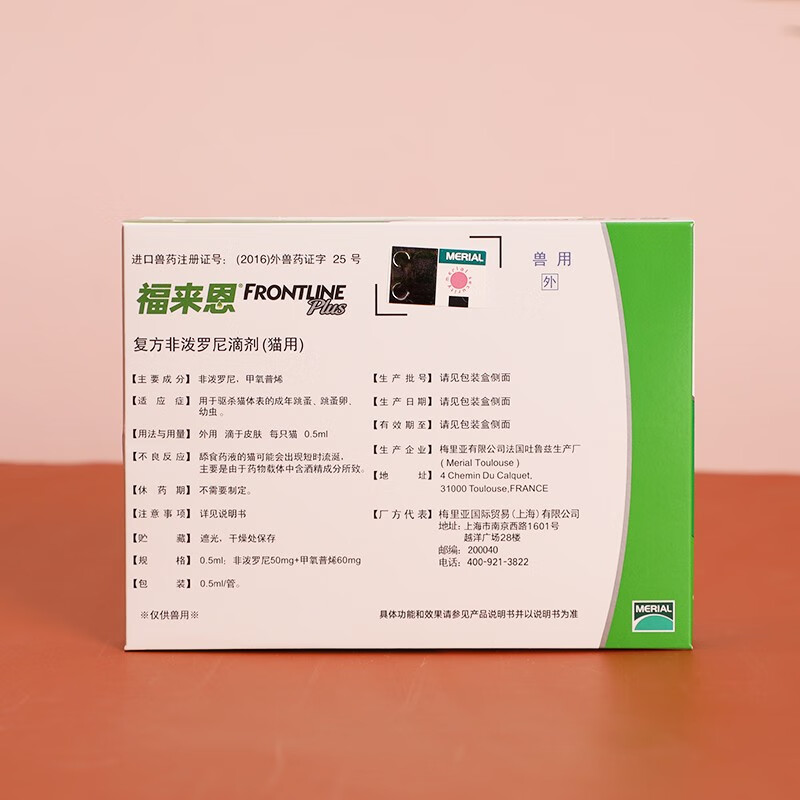 进口兽药注册证号： (2016)外兽药证字 25 号
MERIAL
兽 用
外
福来恩® FRONTLINE
Plus
复方非泼罗尼滴剂(猫用)
【主要成分】 非泼罗尼，甲氧普烯
【适 应 症】 用于驱杀猫体表的成年跳蚤、跳蚤卵、
幼虫。
【用法与用量】 外用 滴于皮肤 每只猫 0.5ml
【不良反应】 舔食药液的猫可能会出现短时流涎，
主要是由于药物载体中含酒精成分所致。
【休 药 期】 不需要制定。
【注意事项】 详见说明书
【贮 藏】 遮光、干燥处保存
【规 格】 0.5ml：非泼罗尼50mg+甲氧普烯60mg
【包 装】 0.5ml/管。
※仅供兽用※
【生产批号】 请见包装盒侧面
【生产日期】 请见包装盒侧面
【有效期至】 请见包装盒侧面
【生产企业】 梅里亚有限公司法国吐鲁兹生产厂
( Merial Toulouse )
【地 址】 4 Chemin Du Calquet,
31000 Toulouse,FRANCE
【厂方代表】 梅里亚国际贸易(上海)有限公司
地址：上海市南京西路1601号
越洋广场28楼
邮编：200040
电话：400-921-3822
具体功能和效果请参见产品说明书并以说明书为准
MERIAL